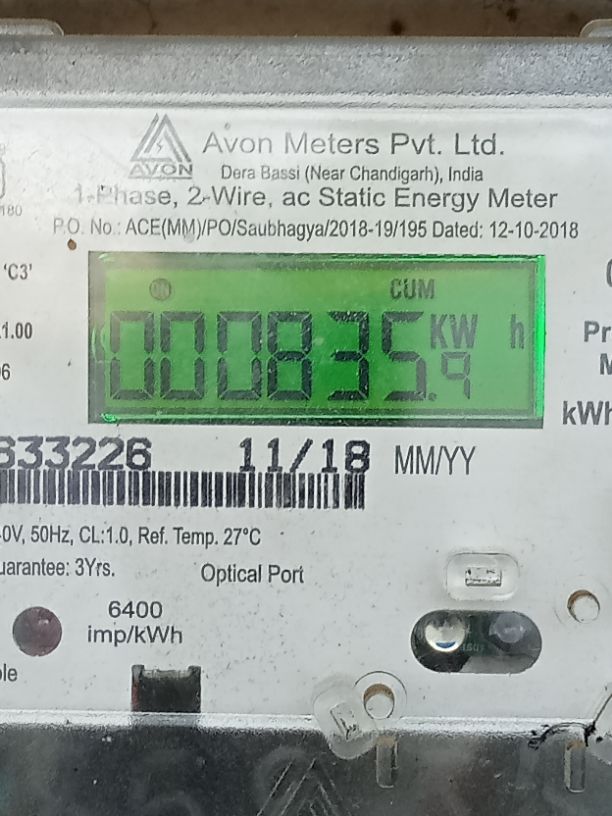 Avon Meters Pvt. Ltd.
AVON
Dera Bassi (Near Chandigarh), India
1-Phase, 2-Wire, ac Static Energy Meter
180
P.O. No.: ACE(MM)/PO/Saubhagya/2018-19/195 Dated: 12-10-2018
'C3'
ON CUM
000835.9 KW h
1.00
Pr
M
kWh
633226 11/18 MM/YY
0V, 50Hz, CL:1.0, Ref. Temp. 27°C
uarantee: 3Yrs.
Optical Port
6400
imp/kWh